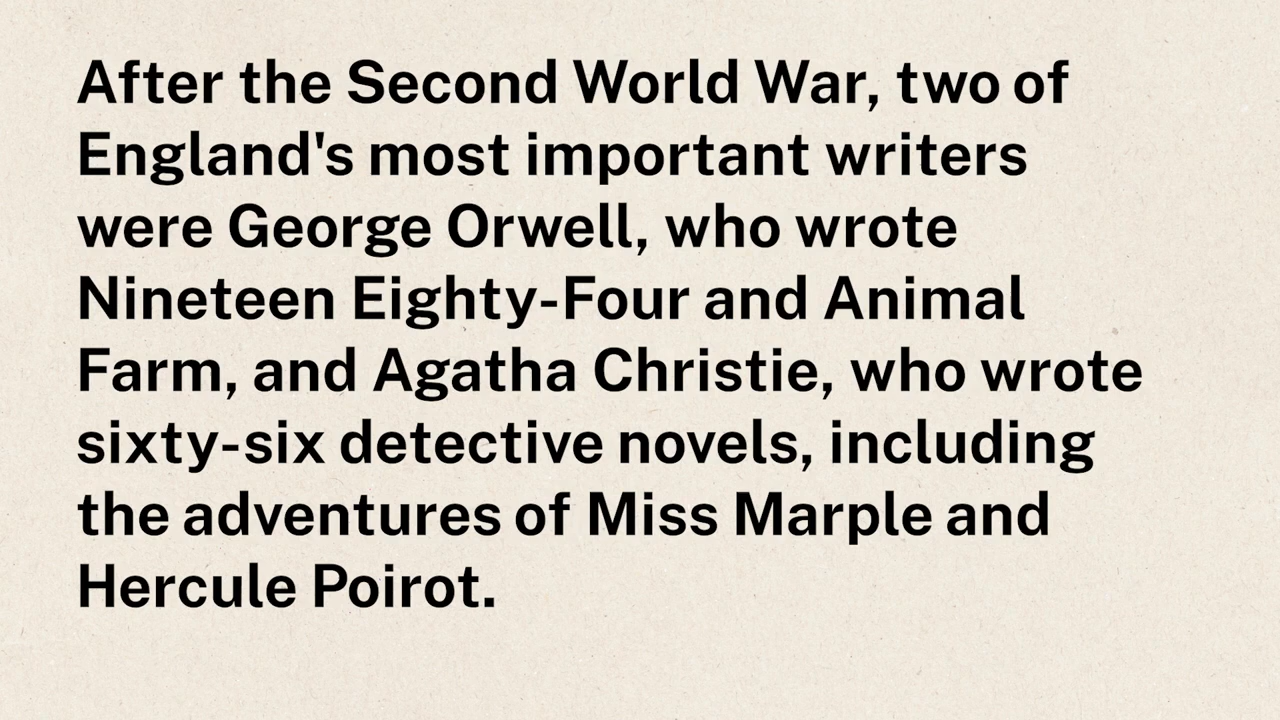 After the Second World War, two of
England's most important writers
were George Orwell, who wrote
Nineteen Eighty-Four and Animal
Farm, and Agatha Christie, who wrote
sixty-six detective novels, including
the adventures of Miss Marple and
Hercule Poirot.